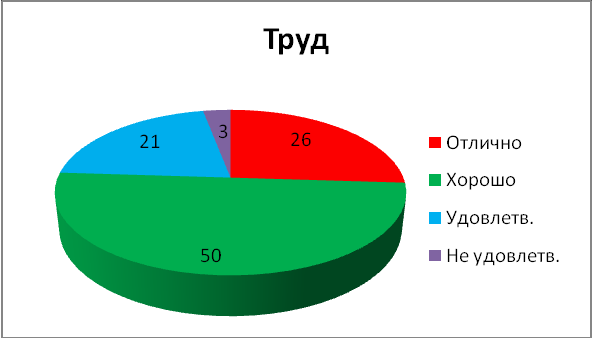 Труд
3
26
21
50
Отлично
Хорошо
Удовлетв.
Не удовлетв.